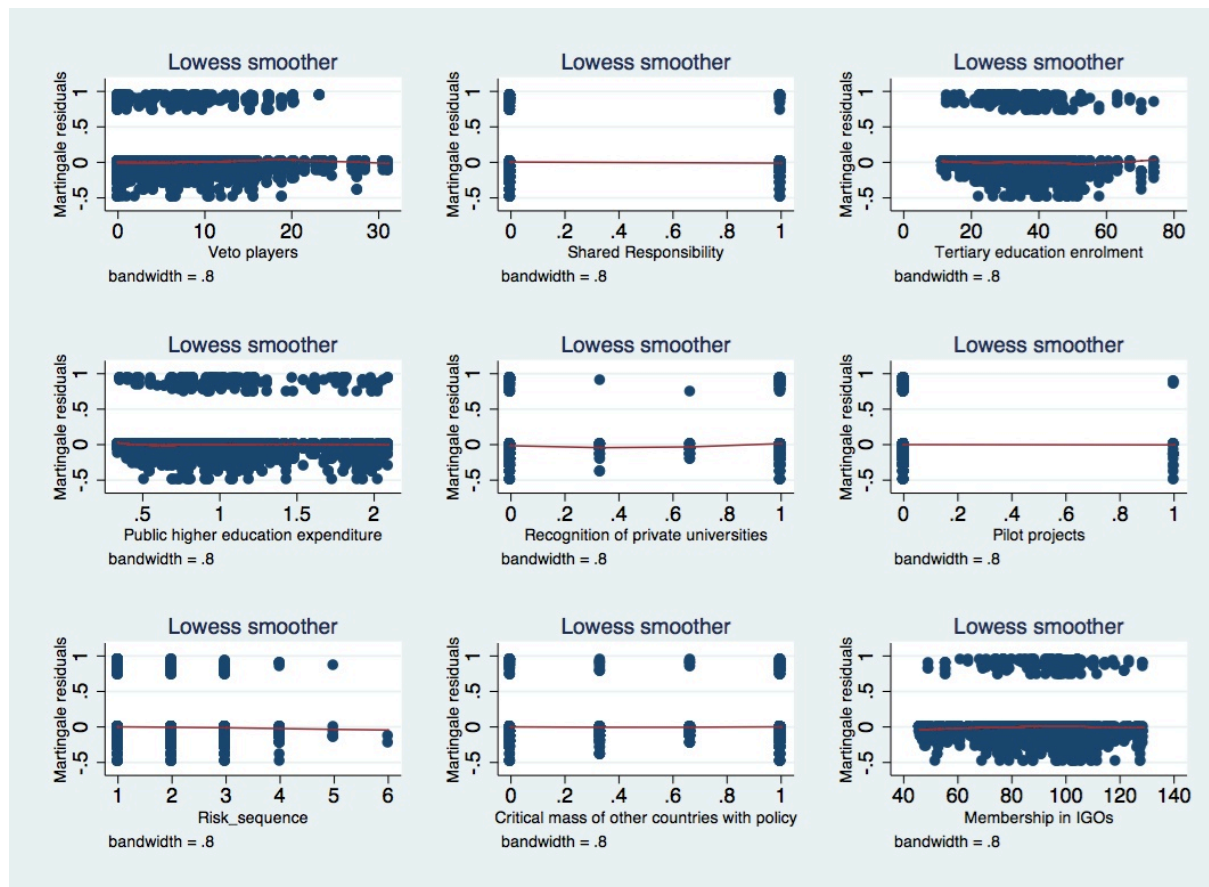 Lowess smoother
Martingale residuals
1
.5
0
-.5
0 10 20 30
Veto players
bandwidth = .8
Lowess smoother
Martingale residuals
1
.5
0
-.5
0 .2 .4 .6 .8 1
Shared Responsibility
bandwidth = .8
Lowess smoother
Martingale residuals
1
.5
0
-.5
0 20 40 60 80
Tertiary education enrolment
bandwidth = .8
Lowess smoother
Martingale residuals
1
.5
0
-.5
.5 1 1.5 2
Public higher education expenditure
bandwidth = .8
Lowess smoother
Martingale residuals
1
.5
0
-.5
0 .2 .4 .6 .8 1
Recognition of private universities
bandwidth = .8
Lowess smoother
Martingale residuals
1
.5
0
-.5
0 .2 .4 .6 .8 1
Pilot projects
bandwidth = .8
Lowess smoother
Martingale residuals
1
.5
0
-.5
1 2 3 4 5 6
Risk_sequence
bandwidth = .8
Lowess smoother
Martingale residuals
1
.5
0
-.5
0 .2 .4 .6 .8 1
Critical mass of other countries with policy
bandwidth = .8
Lowess smoother
Martingale residuals
1
.5
0
-.5
40 60 80 100 120 140
Membership in IGOs
bandwidth = .8